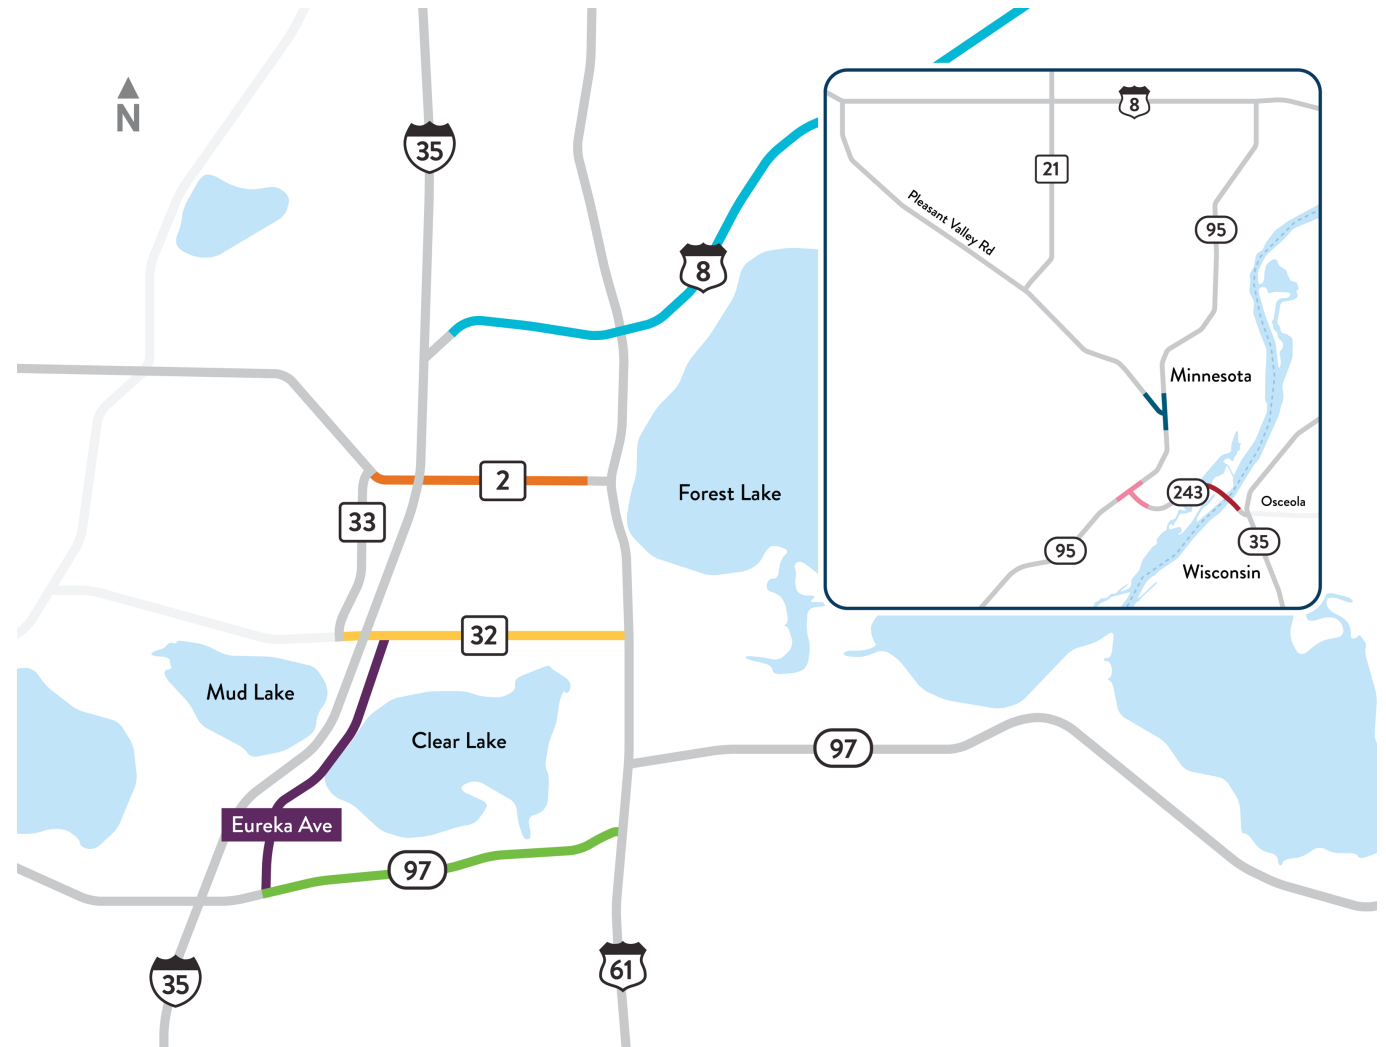 N
35
8
2
33
32
Forest Lake
Mud Lake
Clear Lake
97
Eureka Ave
97
35
61
8
21
Pleasant Valley Rd
95
Minnesota
243
Osceola
95
35
Wisconsin